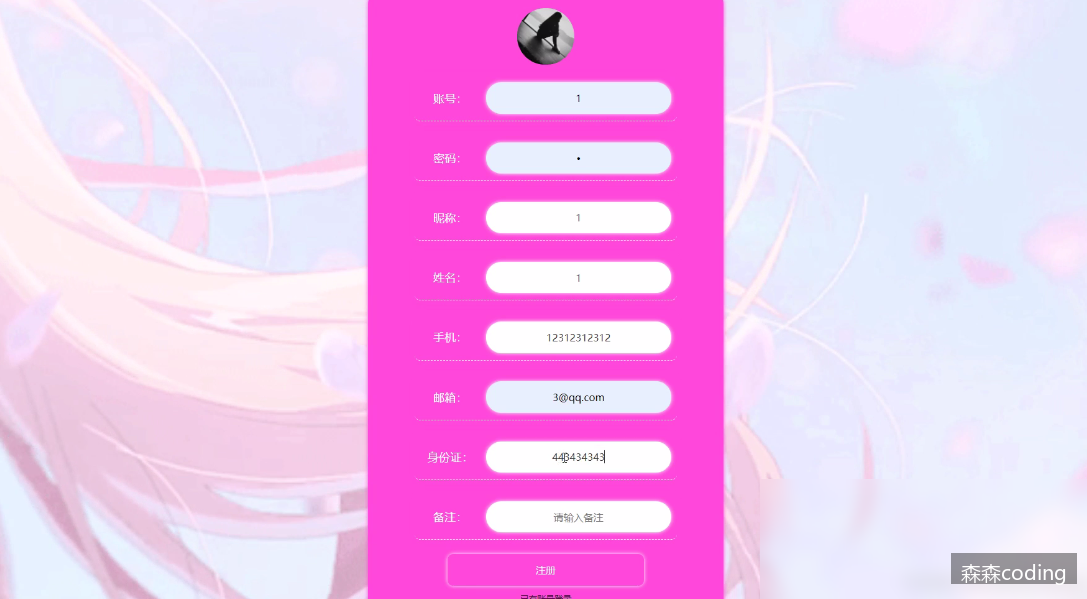 账号： 1
密码： •
昵称： 1
姓名： 1
手机： 12312312312
邮箱： 3@qq.com
身份证： 443434343
备注： 请输入备注
注册
森森coding